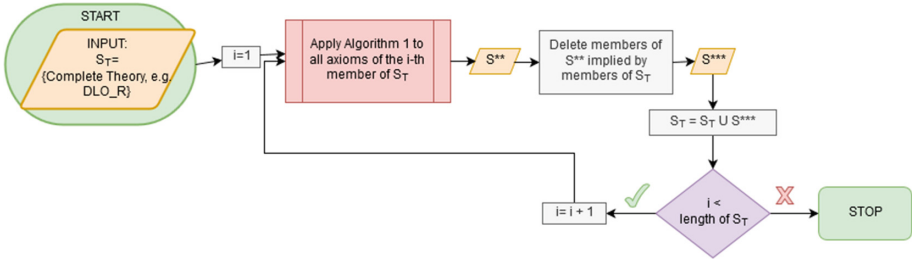 START
INPUT:
S_T=
{Complete Theory, e.g.
DLO_R}
i=1
Apply Algorithm 1 to
all axioms of the i-th
member of S_T
S**
Delete members of
S** implied by
members of S_T
S***
S_T = S_T U S***
i <
length of S_T
i= i + 1
STOP